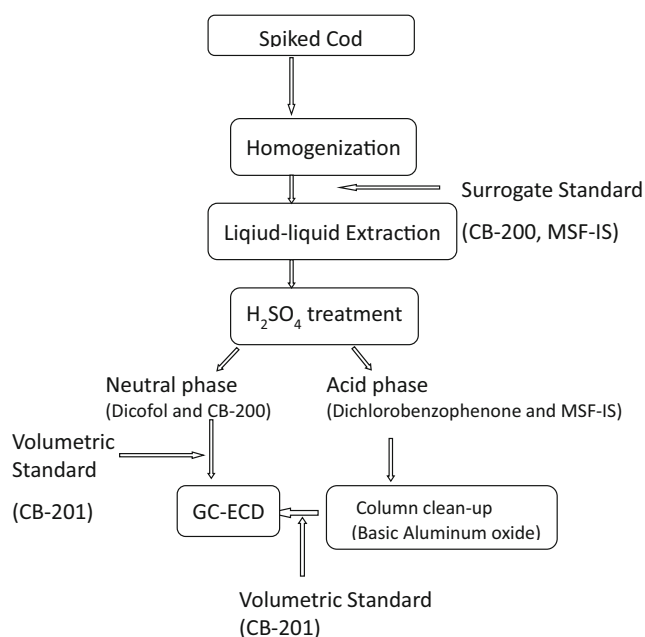 Spiked Cod
Homogenization
Surrogate Standard
(CB-200, MSF-IS)
Liqiud-liquid Extraction
H₂SO₄ treatment
Neutral phase
(Dicofol and CB-200)
Acid phase
(Dichlorobenzophenone and MSF-IS)
Volumetric
Standard
(CB-201)
GC-ECD
Column clean-up
(Basic Aluminum oxide)
Volumetric Standard
(CB-201)